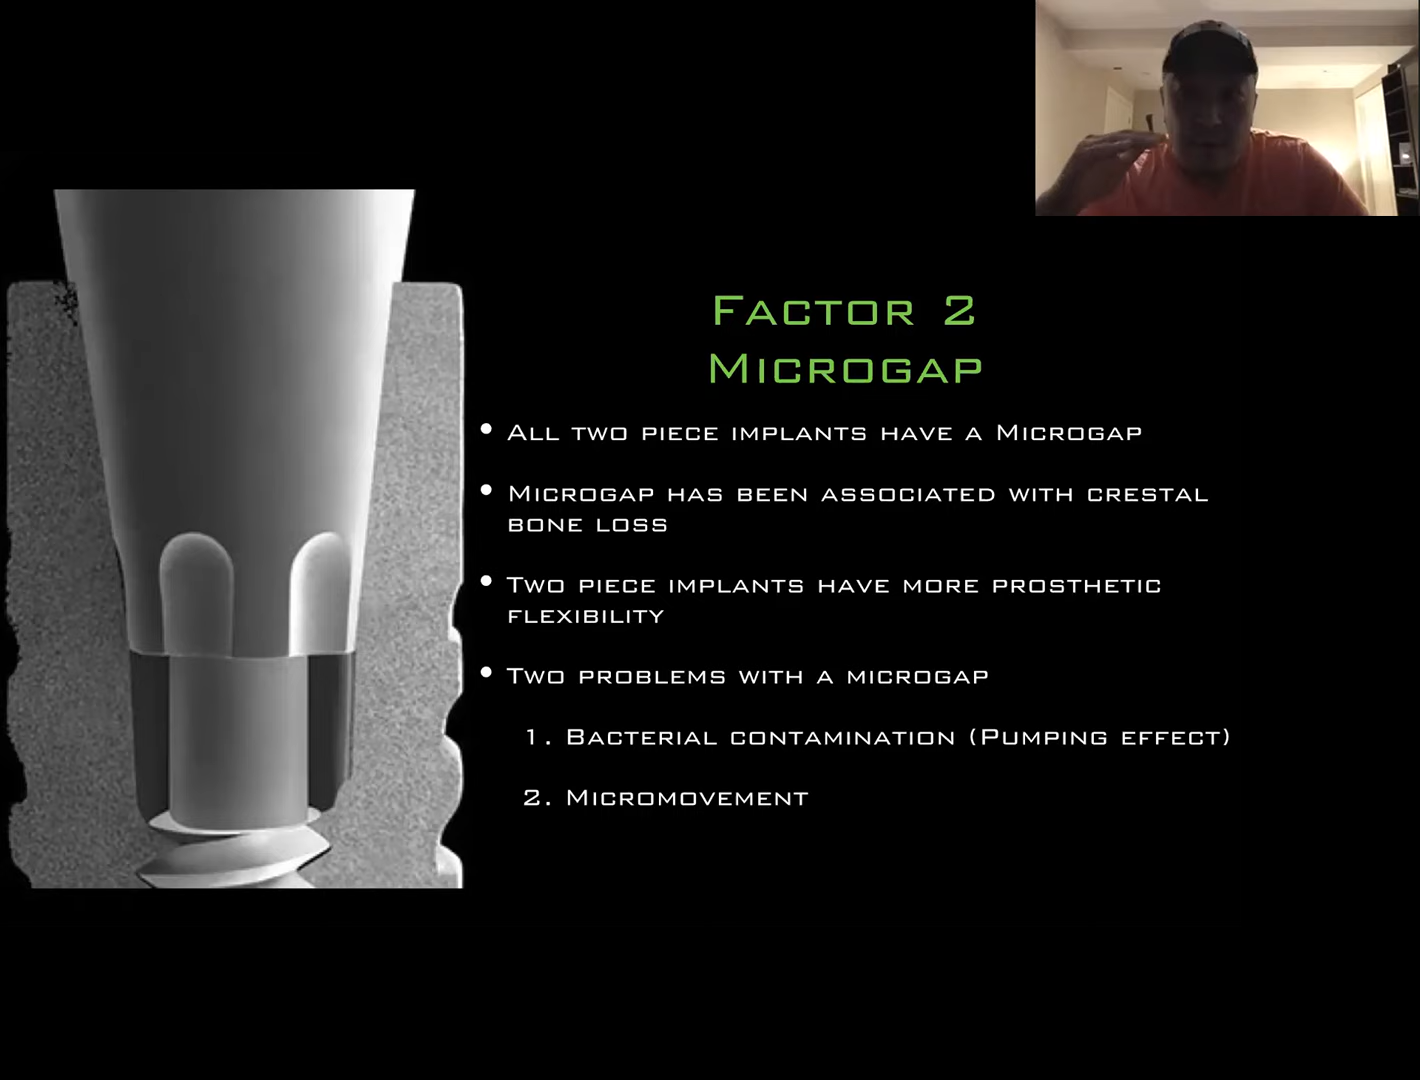 Factor 2
Microgap
• All two piece implants have a Microgap
• Microgap has been associated with crestal
bone loss
• Two piece implants have more prosthetic
flexibility
• Two problems with a microgap
1. Bacterial contamination (Pumping effect)
2. Micromovement